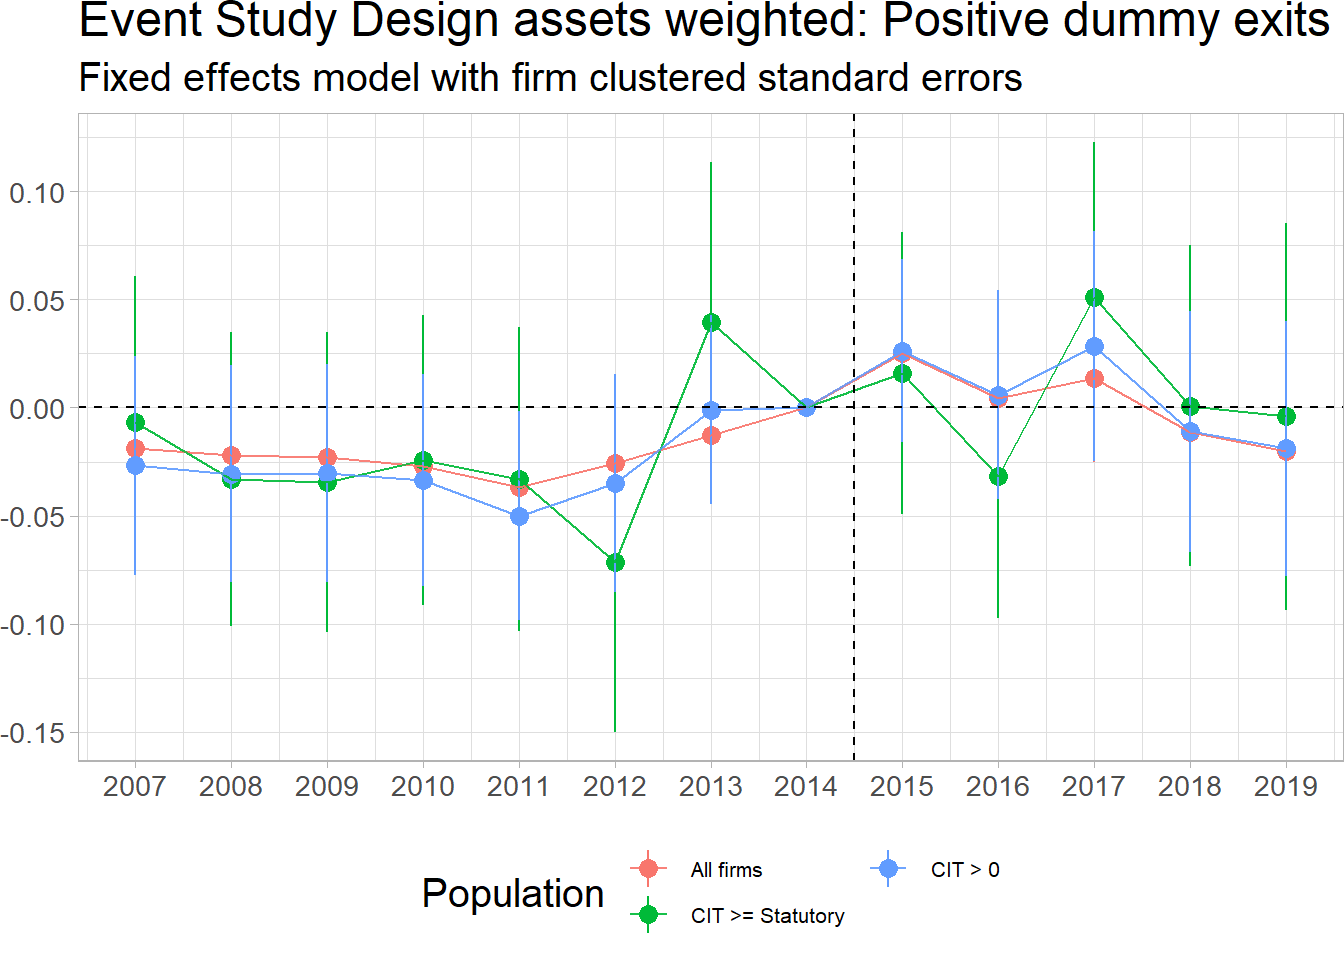 Event Study Design assets weighted: Positive dummy exits
Fixed effects model with firm clustered standard errors
0.10
0.05
0.00
-0.05
-0.10
-0.15
2007 2008 2009 2010 2011 2012 2013 2014 2015 2016 2017 2018 2019
Population
All firms
CIT > 0
CIT >= Statutory